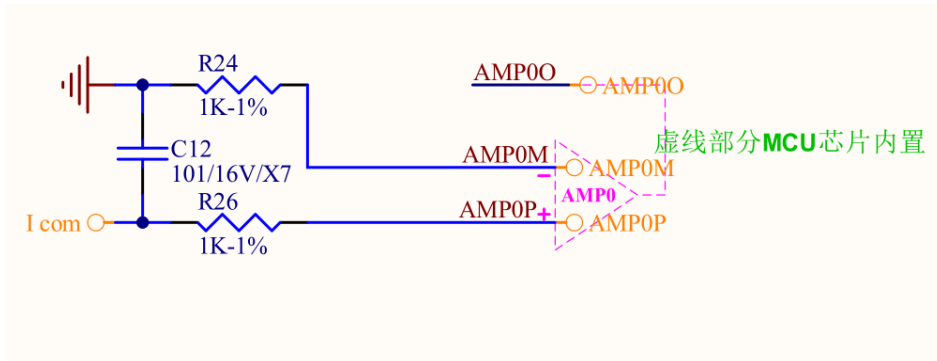 R24
1K-1%
AMP0O
AMP0O
虚线部分MCU芯片内置
C12
101/16V/X7
AMP0M
AMP0M
-
AMP0
R26
AMP0P
+
I com
AMP0P
1K-1%